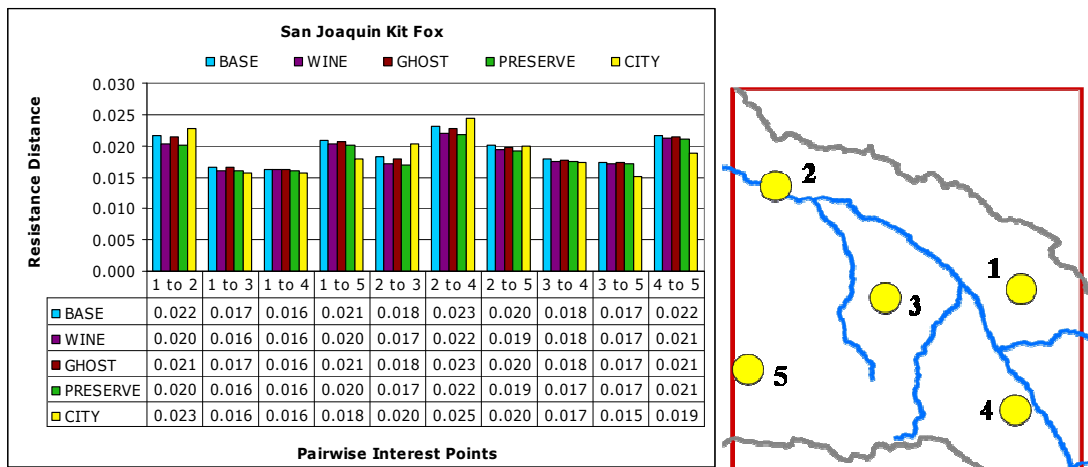 San Joaquin Kit Fox
BASE WINE GHOST PRESERVE CITY
Resistance Distance
0.030
0.025
0.020
0.015
0.010
0.005
0.000
1 to 2 1 to 3 1 to 4 1 to 5 2 to 3 2 to 4 2 to 5 3 to 4 3 to 5 4 to 5
BASE 0.022 0.017 0.016 0.021 0.018 0.023 0.020 0.018 0.017 0.022
WINE 0.020 0.016 0.016 0.020 0.017 0.022 0.019 0.018 0.017 0.021
GHOST 0.021 0.017 0.016 0.021 0.018 0.023 0.020 0.018 0.017 0.021
PRESERVE 0.020 0.016 0.016 0.020 0.017 0.022 0.019 0.017 0.017 0.021
CITY 0.023 0.016 0.016 0.018 0.020 0.025 0.020 0.017 0.015 0.019
Pairwise Interest Points
2
1
3
5
4